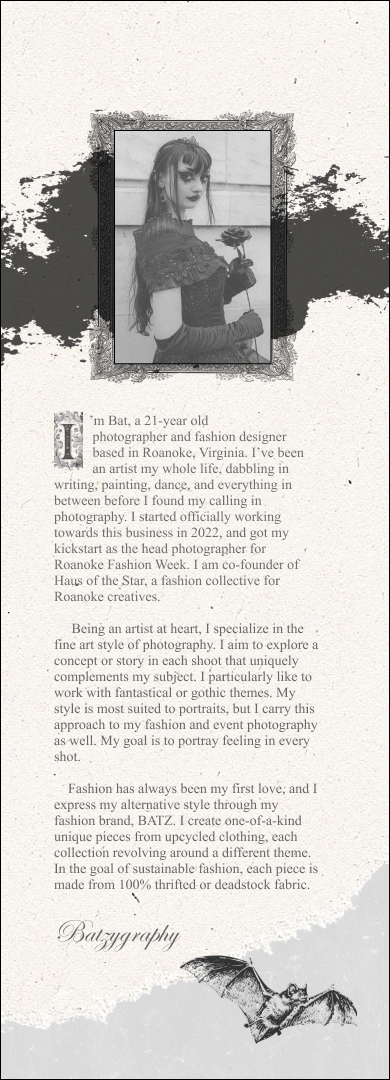 I'm Bat, a 21-year old
photographer and fashion designer
based in Roanoke, Virginia. I've been
an artist my whole life, dabbling in
writing, painting, dance, and everything in
between before I found my calling in
photography. I started officially working
towards this business in 2022, and got my
kickstart as the head photographer for
Roanoke Fashion Week. I am co-founder of
Haus of the Star, a fashion collective for
Roanoke creatives.
Being an artist at heart, I specialize in the
fine art style of photography. I aim to explore a
concept or story in each shoot that uniquely
complements my subject. I particularly like to
work with fantastical or gothic themes. My
style is most suited to portraits, but I carry this
approach to my fashion and event photography
as well. My goal is to portray feeling in every
shot.
Fashion has always been my first love, and I
express my alternative style through my
fashion brand, BATZ. I create one-of-a-kind
unique pieces from upcycled clothing, each
collection revolving around a different theme.
In the goal of sustainable fashion, each piece is
made from 100% thrifted or deadstock fabric.
Batzygraphy